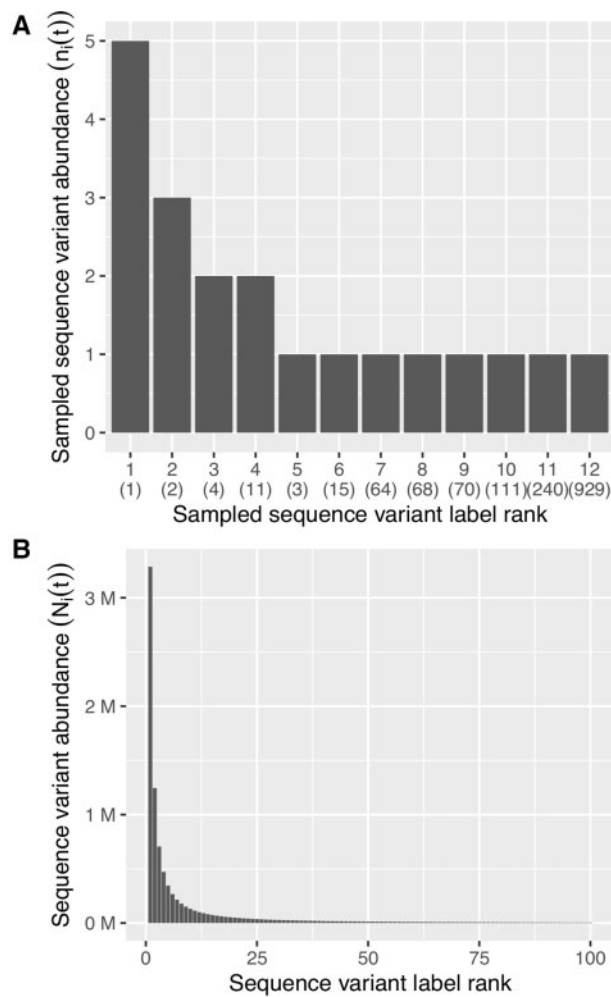 A
Sampled sequence variant abundance (nᵢ(t))
5
4
3
2
1
0
1 2 3 4 5 6 7 8 9 10 11 12
(1) (2) (4) (11) (3) (15) (64) (68) (70) (111)(240)(929)
Sampled sequence variant label rank
B
Sequence variant abundance (Nᵢ(t))
3 M
2 M
1 M
0 M
0 25 50 75 100
Sequence variant label rank